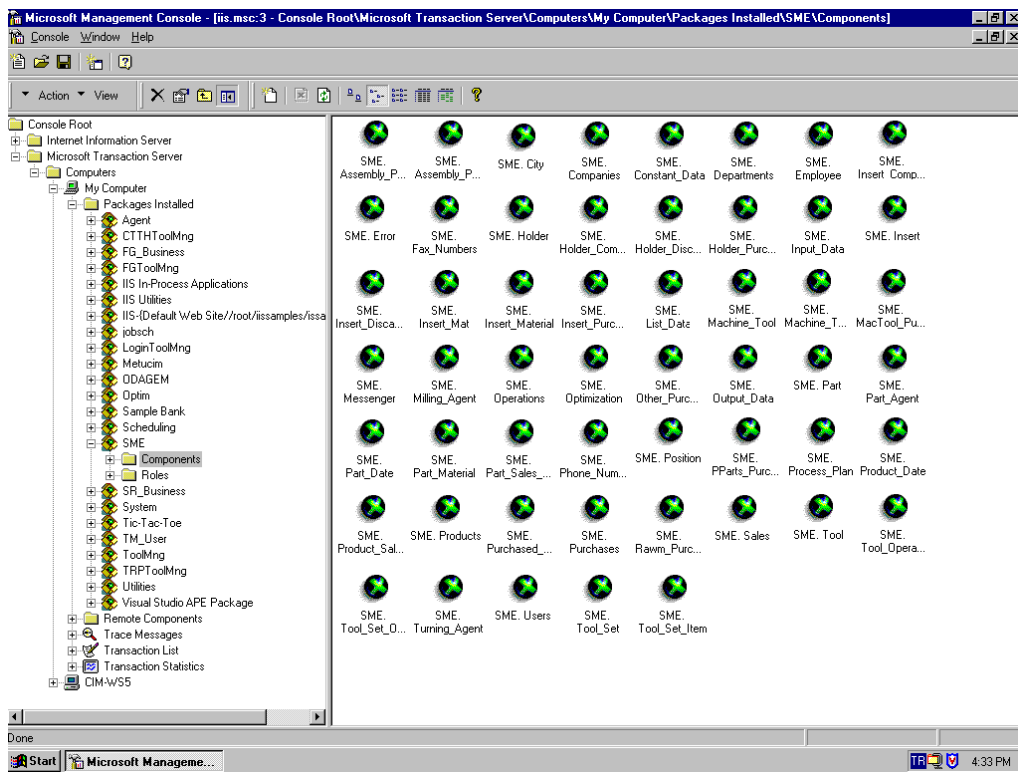 Microsoft Management Console - [iis.msc:3 - Console Root\Microsoft Transaction Server\Computers\My Computer\Packages Installed\SME\Components]
Console Window Help
Action View
Console Root
Internet Information Server
Microsoft Transaction Server
Computers
My Computer
Packages Installed
Agent
CTTHToolMng
FG_Business
FGToolMng
IIS In-Process Applications
IIS Utilities
IIS-{Default Web Site//root/iissamples/issa
jobsch
LoginToolMng
Metucim
ODAGEM
Optim
Sample Bank
Scheduling
SME
Components
Roles
SR_Business
System
Tic-Tac-Toe
TM_User
ToolMng
TRPToolMng
Utilities
Visual Studio APE Package
Remote Components
Trace Messages
Transaction List
Transaction Statistics
CIM-WS5
SME. SME. SME. City SME. SME. SME. SME. SME.
Assembly_P... Assembly_P... Companies Constant_Data Departments Employee Insert_Comp...
SME. Error SME. SME. Holder SME. SME. SME. SME. SME. Insert
Fax_Numbers Holder_Com... Holder_Disc... Holder_Purc... Input_Data
SME. SME. SME. SME. SME. SME. SME. SME.
Insert_Disca... Insert_Mat Insert_Material Insert_Purc... List_Data Machine_Tool Machine_T... MacTool_Pu...
SME. SME. SME. SME. SME. SME. SME. Part SME.
Messenger Milling_Agent Operations Optimization Other_Purc... Output_Data Part_Agent
SME. SME. SME. SME. SME. Position SME. SME. SME.
Part_Date Part_Material Part_Sales_... Phone_Num... PParts_Purc... Process_Plan Product_Date
SME. SME. Products SME. SME. SME. SME. Sales SME. Tool SME.
Product_Sal... Purchased_... Purchases Rawm_Purc... Tool_Opera...
SME. SME. SME. Users SME. SME.
Tool_Set_O... Turning_Agent Tool_Set Tool_Set_Item
Done
Start Microsoft Manageme... TR 4:33 PM